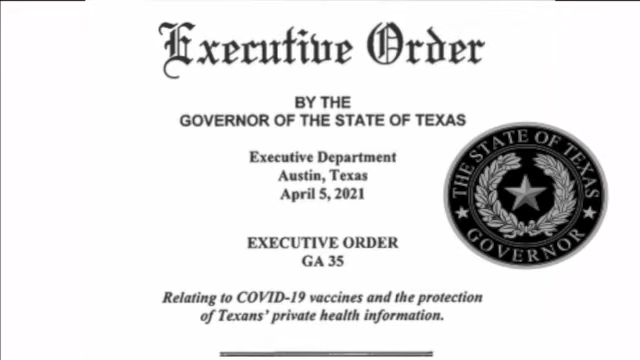 Executive Order
BY THE
GOVERNOR OF THE STATE OF TEXAS
Executive Department
Austin, Texas
April 5, 2021
EXECUTIVE ORDER
GA 35
Relating to COVID-19 vaccines and the protection
of Texans' private health information.
THE STATE OF TEXAS
GOVERNOR